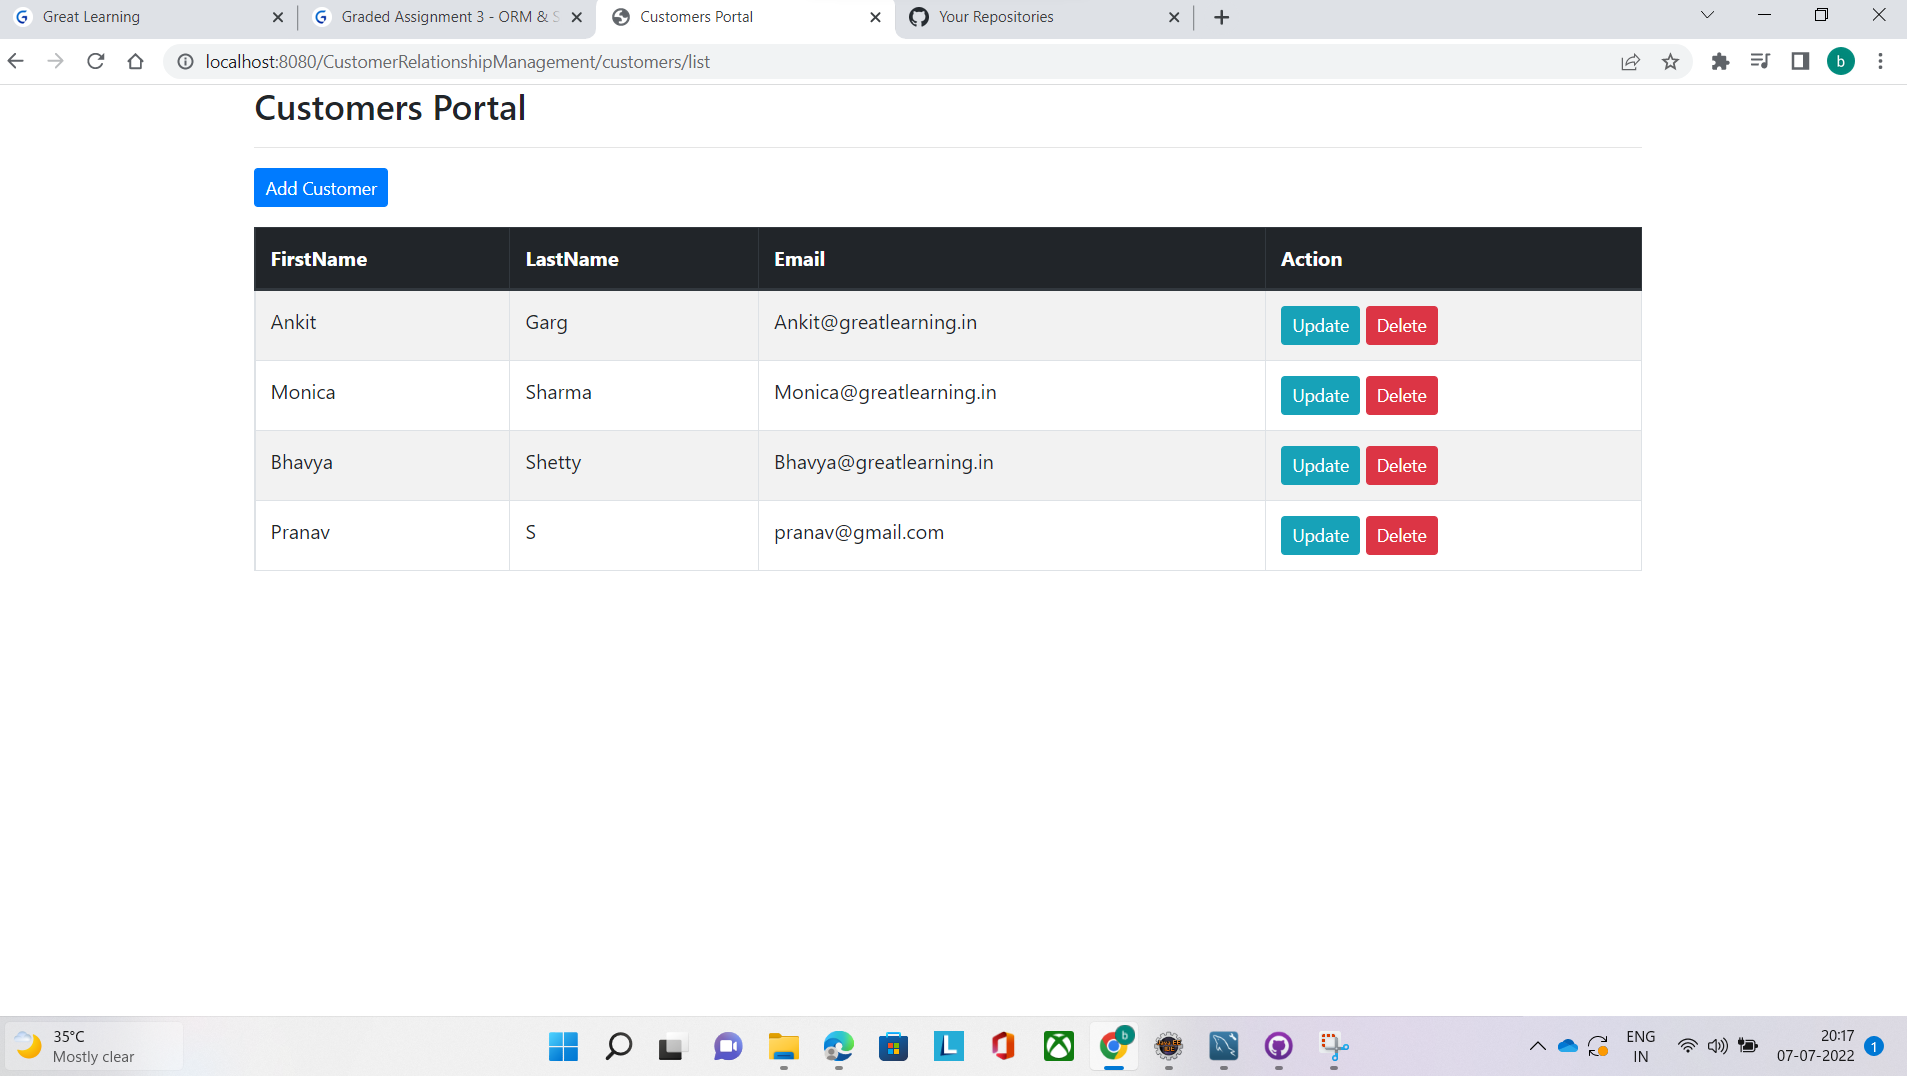 Great Learning
Graded Assignment 3 - ORM & S
Customers Portal
Your Repositories
localhost:8080/CustomerRelationshipManagement/customers/list
b
Customers Portal
Add Customer
FirstName LastName Email Action
Ankit Garg Ankit@greatlearning.in Update Delete
Monica Sharma Monica@greatlearning.in Update Delete
Bhavya Shetty Bhavya@greatlearning.in Update Delete
Pranav S pranav@gmail.com Update Delete
35°C
Mostly clear
b
ENG
IN
20:17
07-07-2022
1